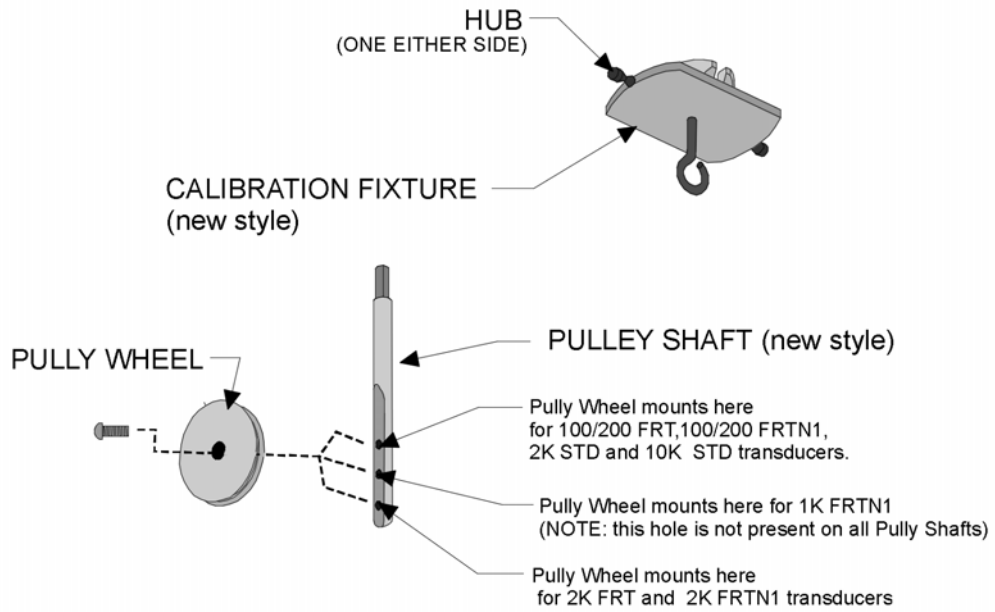 HUB
(ONE EITHER SIDE)
CALIBRATION FIXTURE
(new style)
PULLY WHEEL
PULLEY SHAFT (new style)
Pully Wheel mounts here
for 100/200 FRT,100/200 FRTN1,
2K STD and 10K STD transducers.
Pully Wheel mounts here for 1K FRTN1
(NOTE: this hole is not present on all Pully Shafts)
Pully Wheel mounts here
for 2K FRT and 2K FRTN1 transducers